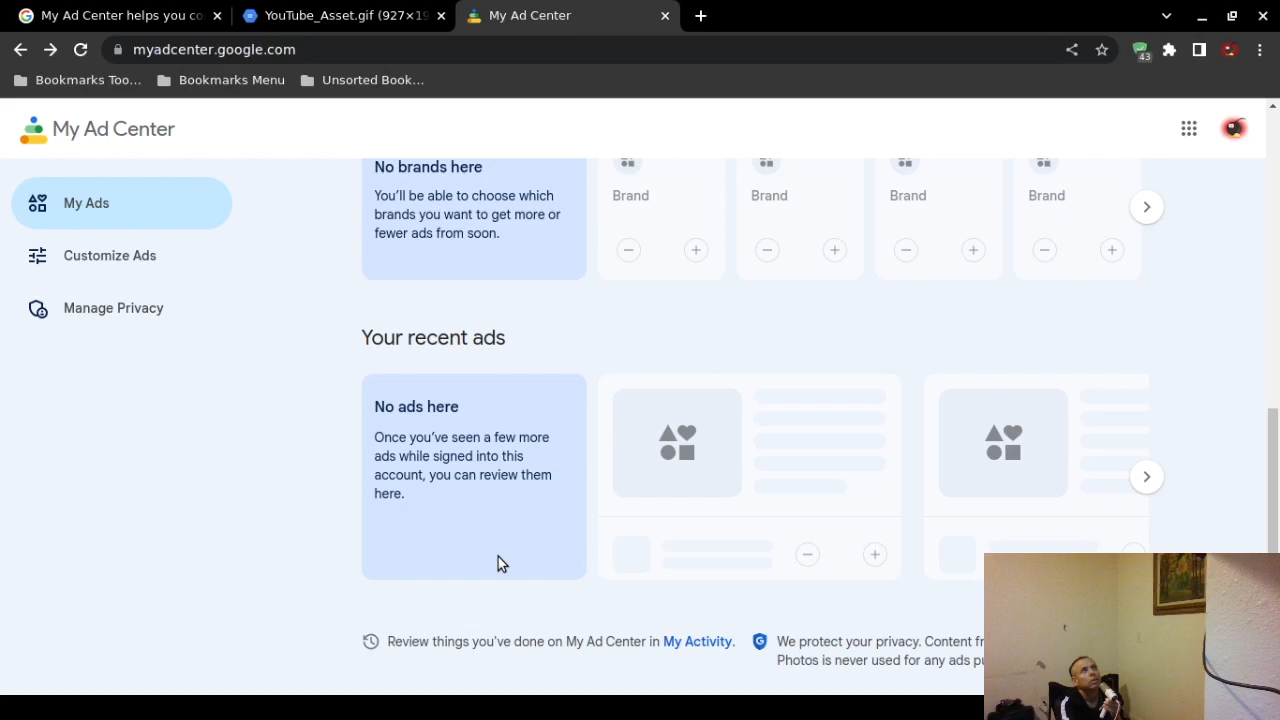 My Ad Center helps you co
YouTube_Asset.gif (927×19
My Ad Center
myadcenter.google.com
43
Bookmarks Too...
Bookmarks Menu
Unsorted Book...
My Ad Center
My Ads
Customize Ads
Manage Privacy
No brands here
You'll be able to choose which
brands you want to get more or
fewer ads from soon.
Brand
Brand
Brand
Brand
Your recent ads
No ads here
Once you've seen a few more
ads while signed into this
account, you can review them
here.
Review things you've done on My Ad Center in My Activity.
We protect your privacy. Content f
Photos is never used for any ads p